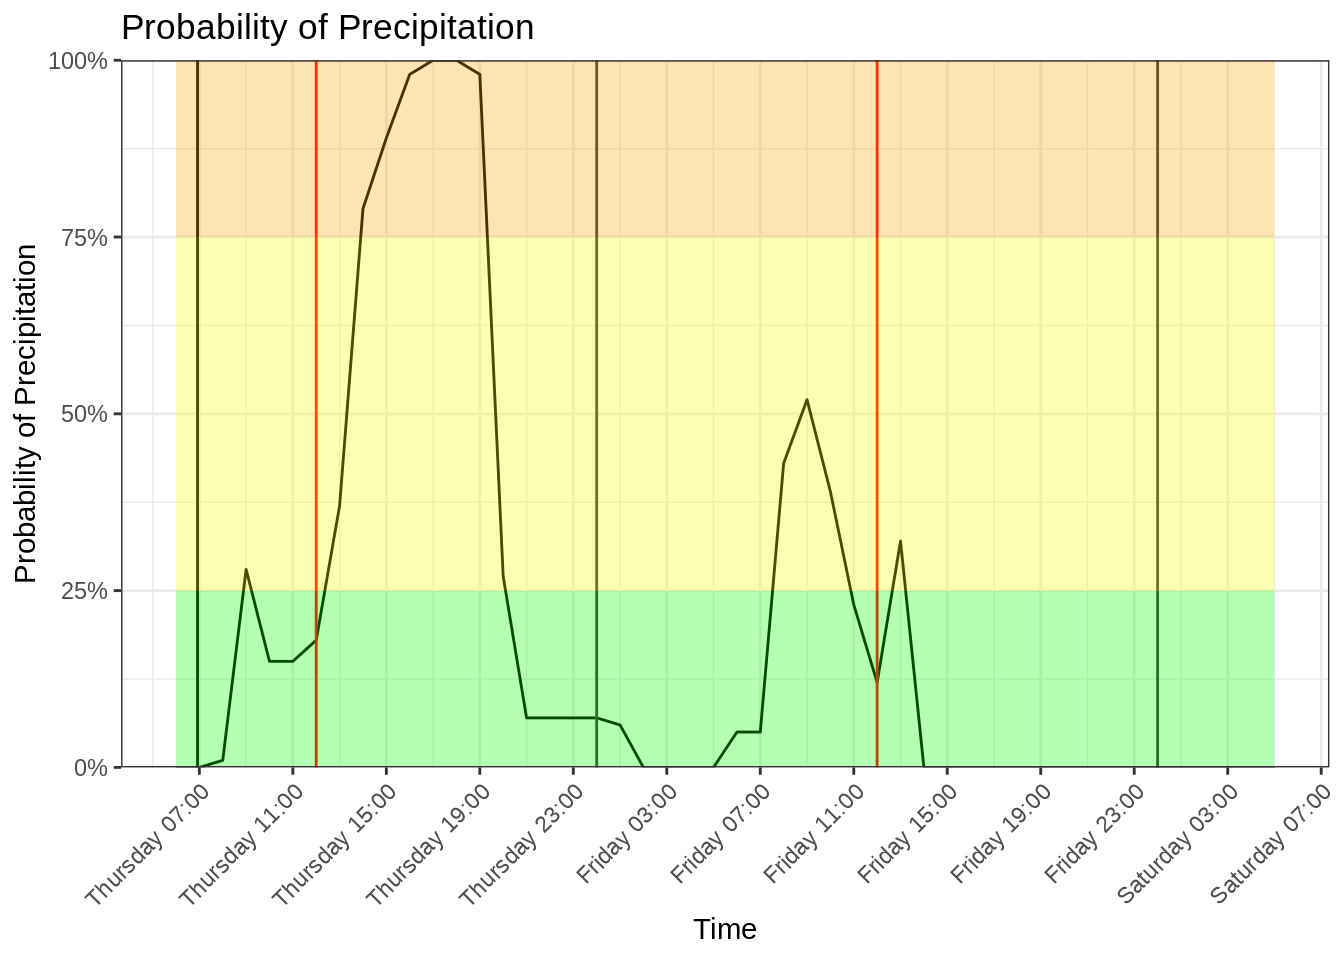 Probability of Precipitation
Probability of Precipitation
100%
75%
50%
25%
0%
Thursday 07:00
Thursday 11:00
Thursday 15:00
Thursday 19:00
Thursday 23:00
Friday 03:00
Friday 07:00
Friday 11:00
Friday 15:00
Friday 19:00
Friday 23:00
Saturday 03:00
Saturday 07:00
Time